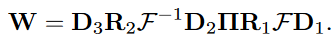 W = D₃R₂ℱ⁻¹D₂ΠR₁ℱD₁.